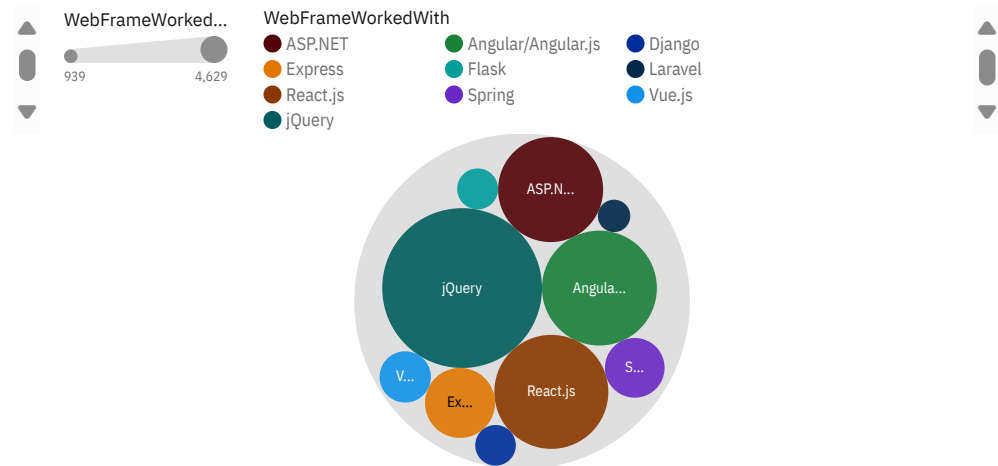 WebFrameWorked...
939 4,629
WebFrameWorkedWith
ASP.NET Angular/Angular.js Django
Express Flask Laravel
React.js Spring Vue.js
jQuery
ASP.N...
jQuery Angula...
S...
V... React.js
Ex...